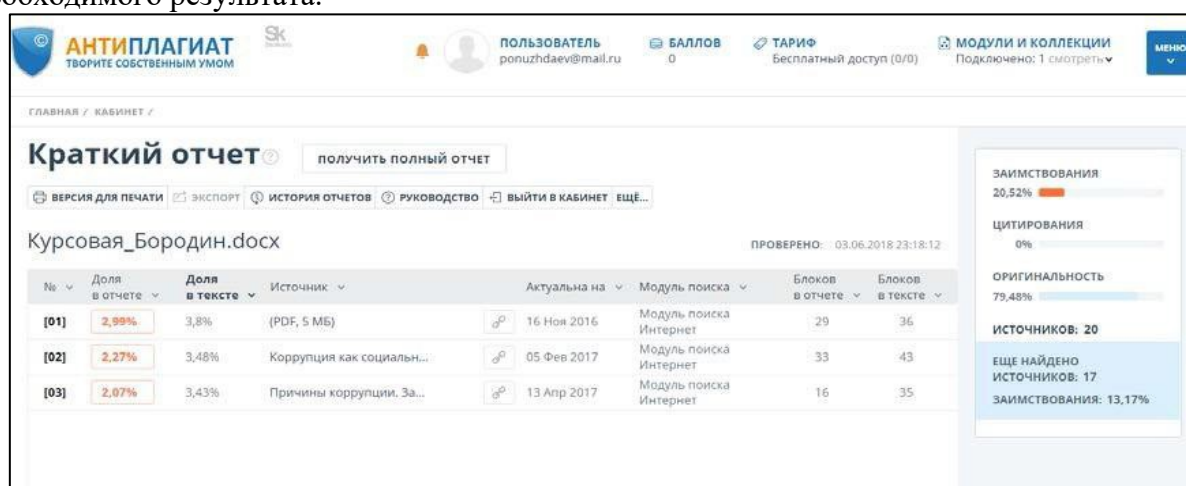 необходимого результата.
АНТИПЛАГИАТ
ТВОРИТЕ СОБСТВЕННЫМ УМОМ
Sk
ПОЛЬЗОВАТЕЛЬ
ponuzhdaev@mail.ru
БАЛЛОВ
0
ТАРИФ
Бесплатный доступ (0/0)
МОДУЛИ И КОЛЛЕКЦИИ
Подключено: 1 смотреть
МЕНЮ
ГЛАВНАЯ / КАБИНЕТ /
Краткий отчет
ПОЛУЧИТЬ ПОЛНЫЙ ОТЧЕТ
ВЕРСИЯ ДЛЯ ПЕЧАТИ ЭКСПОРТ ИСТОРИЯ ОТЧЕТОВ РУКОВОДСТВО ВЫЙТИ В КАБИНЕТ ЕЩЁ...
Курсовая_Бородин.docx
ПРОВЕРЕНО: 03.06.2018 23:18:12
№ Доля в отчете Доля в тексте Источник Актуальна на Модуль поиска Блоков в отчете Блоков в тексте
[01] 2,99% 3,8% (PDF, 5 МБ) 16 Ноя 2016 Модуль поиска Интернет 29 36
[02] 2,27% 3,48% Коррупция как социальн... 05 Фев 2017 Модуль поиска Интернет 33 43
[03] 2,07% 3,43% Причины коррупции. За... 13 Апр 2017 Модуль поиска Интернет 16 35
ЗАИМСТВОВАНИЯ
20,52%
ЦИТИРОВАНИЯ
0%
ОРИГИНАЛЬНОСТЬ
79,48%
ИСТОЧНИКОВ: 20
ЕЩЕ НАЙДЕНО
ИСТОЧНИКОВ: 17
ЗАИМСТВОВАНИЯ: 13,17%